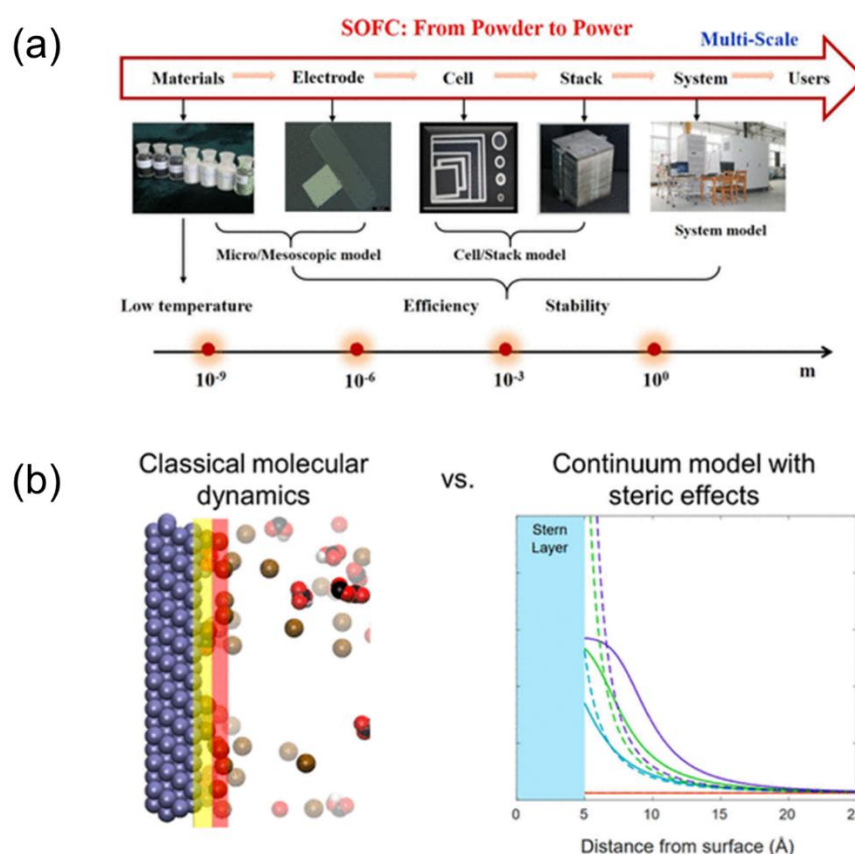 (a)
SOFC: From Powder to Power
Multi-Scale
Materials Electrode Cell Stack System Users
Micro/Mesoscopic model Cell/Stack model System model
Low temperature Efficiency Stability
10⁻⁹ 10⁻⁶ 10⁻³ 10⁰ m
(b)
Classical molecular
dynamics
vs.
Continuum model with
steric effects
Stern
Layer
0 5 10 15 20 25
Distance from surface (Å)